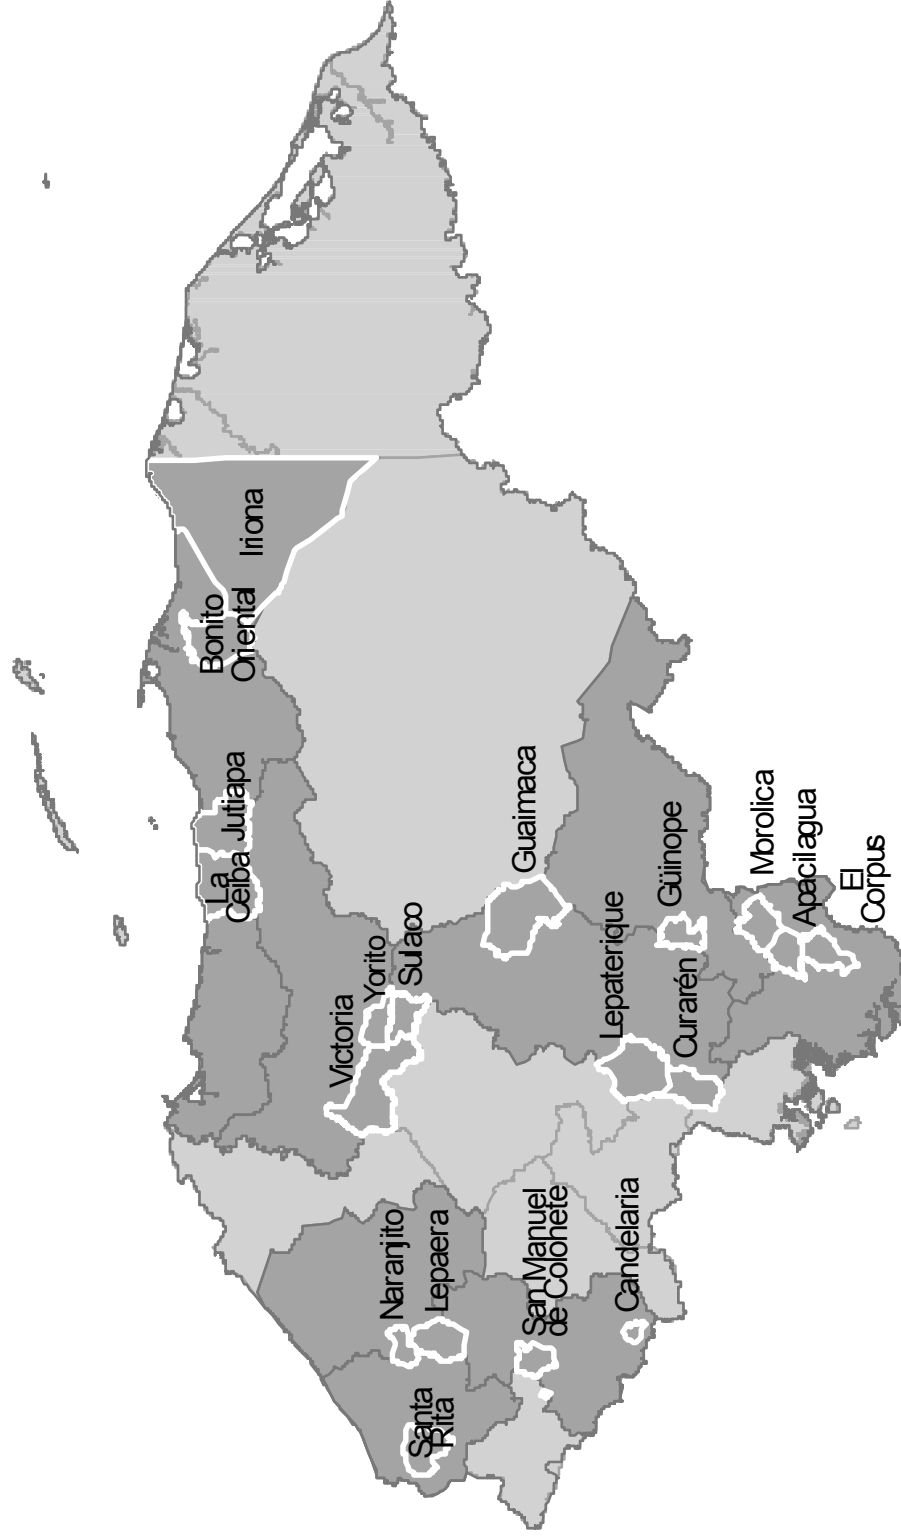 Iriona
Bonito
Oriental
Jutiapa
La
Ceiba
Guaimaca
Morolica
Apacilagua
El
Corpus
Güinope
Lepaterique
Curarén
Yorito
Sulaco
Victoria
Naranjito
Lepaera
San Manuel
de Colohete
Candelaria
Santa
Rita